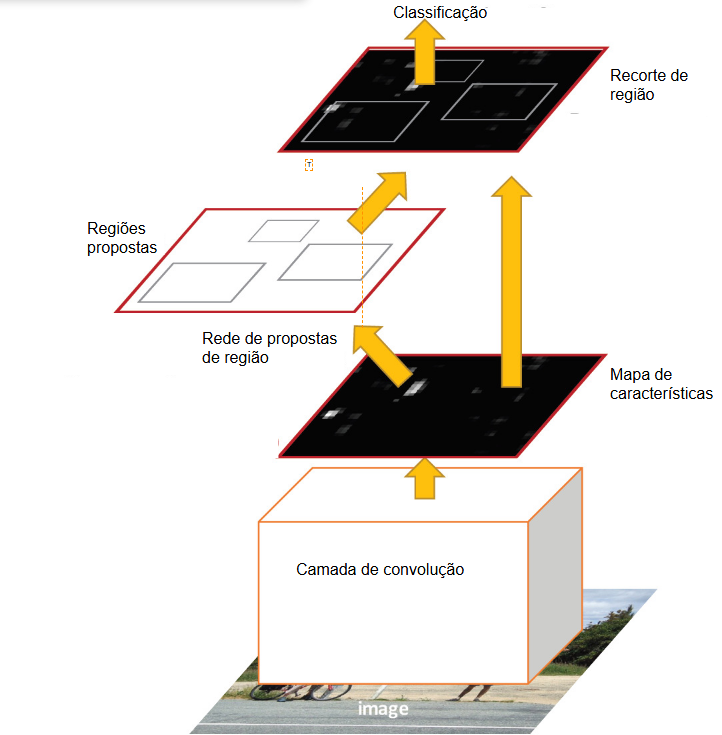 Classificação
Recorte de
região
T
Regiões
propostas
Rede de propostas
de região
Mapa de
características
Camada de convolução
image